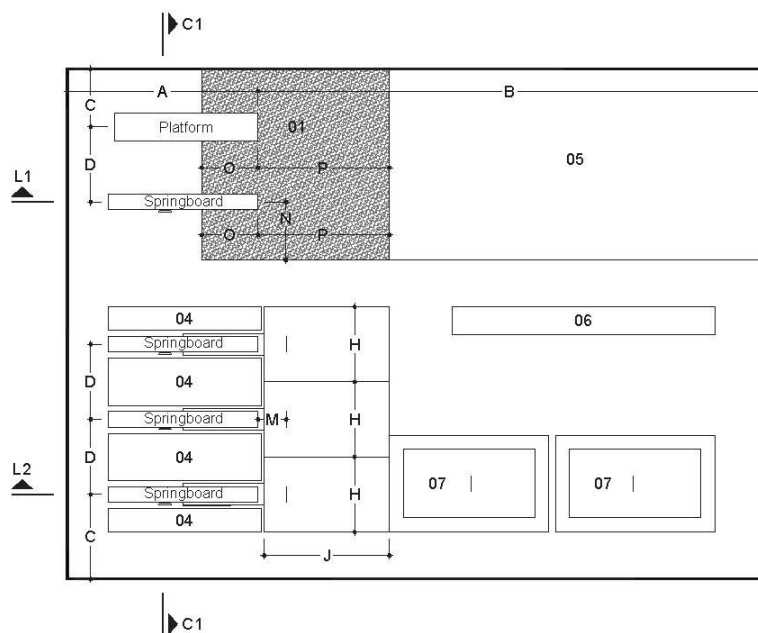 C1
A
B
C
Platform
01
05
D
O
P
L1
Springboard
N
O
P
04
06
Springboard
H
D
04
Springboard
M
H
D
04
07
07
L2
Springboard
H
04
C
J
C1